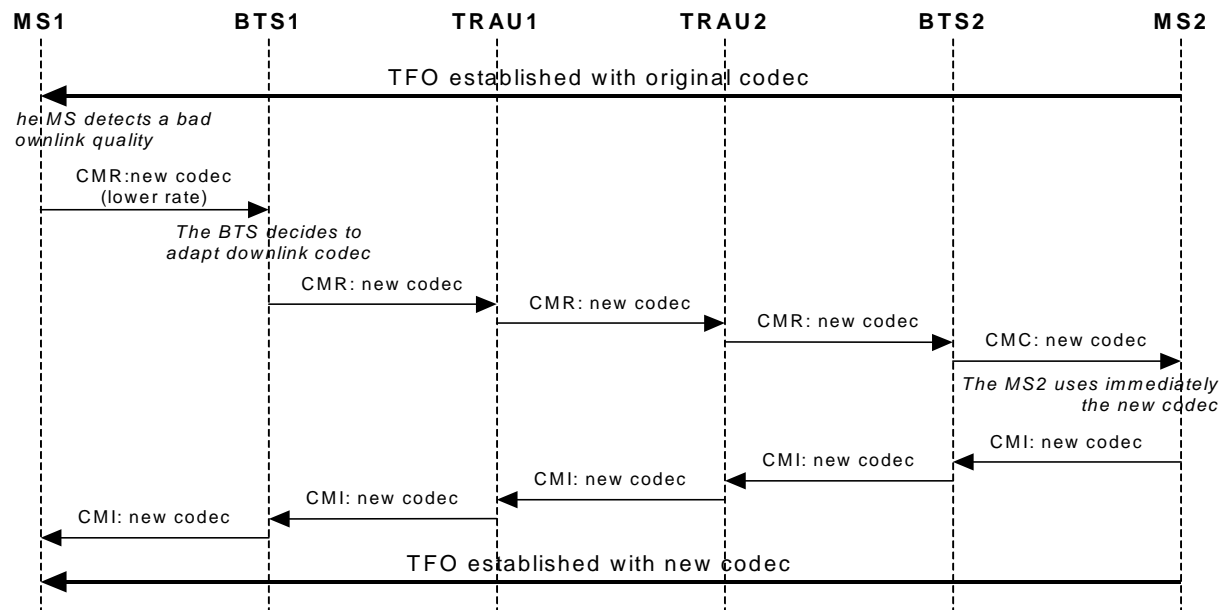 MS1 BTS1 TRAU1 TRAU2 BTS2 MS2
TFO established with original codec
he MS detects a bad
ownlink quality
CMR:new codec
(lower rate)
The BTS decides to
adapt downlink codec
CMR: new codec
CMR: new codec
CMR: new codec
CMC: new codec
The MS2 uses immediately
the new codec
CMI: new codec
CMI: new codec
CMI: new codec
CMI: new codec
CMI: new codec
TFO established with new codec